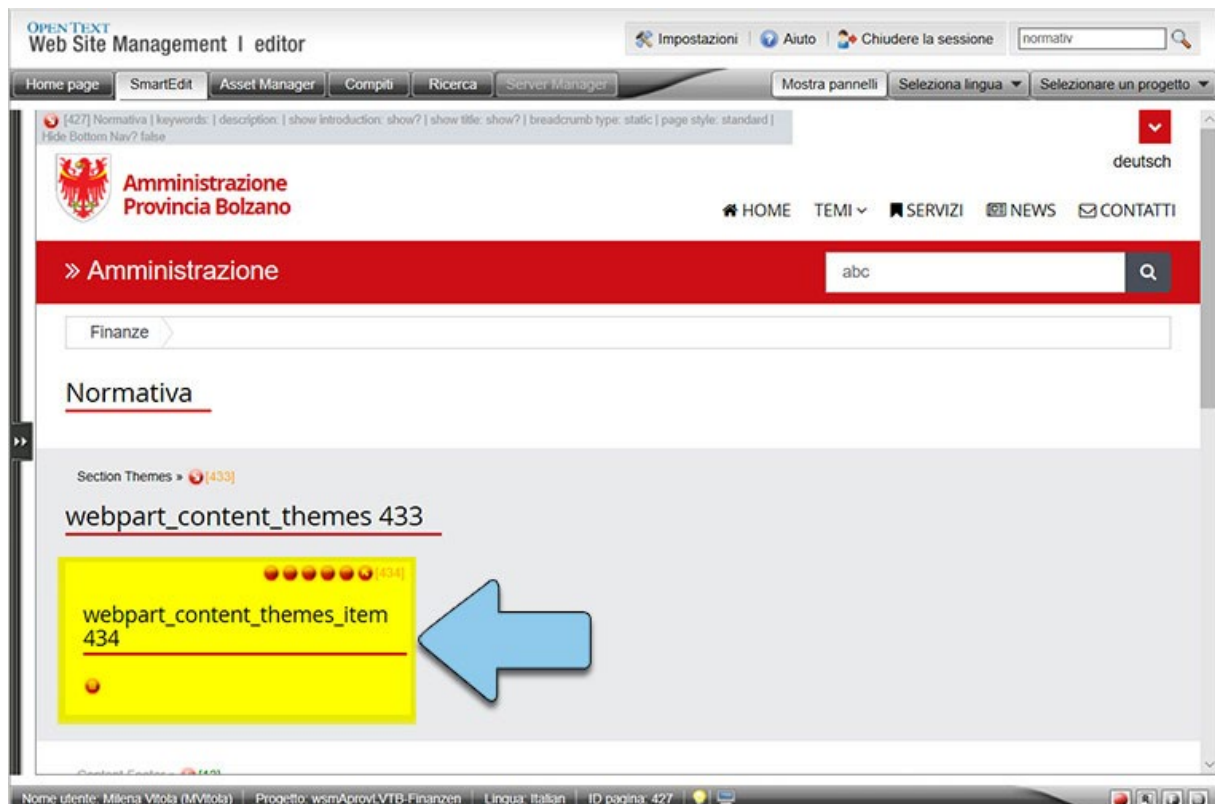 OPEN TEXT
Web Site Management | editor
Impostazioni | Aiuto | Chiudere la sessione
normativ
Home page SmartEdit Asset Manager Compiti Ricerca Server Manager Mostra pannelli Seleziona lingua Selezionare un progetto
[427] Normativa | keywords: | description: | show introduction: show? | show title: show? | breadcrumb type: static | page style: standard |
Hide Bottom Nav? false
deutsch
Amministrazione
Provincia Bolzano
HOME TEMI SERVIZI NEWS CONTATTI
» Amministrazione
abc
Finanze
Normativa
Section Themes » [433]
webpart_content_themes 433
[434]
webpart_content_themes_item
434
Content Footer » [12]
Nome utente: Milena Vitola (MVitola) | Progetto: wsmAprovLVTB-Finanzen | Lingua: Italian | ID pagina: 427